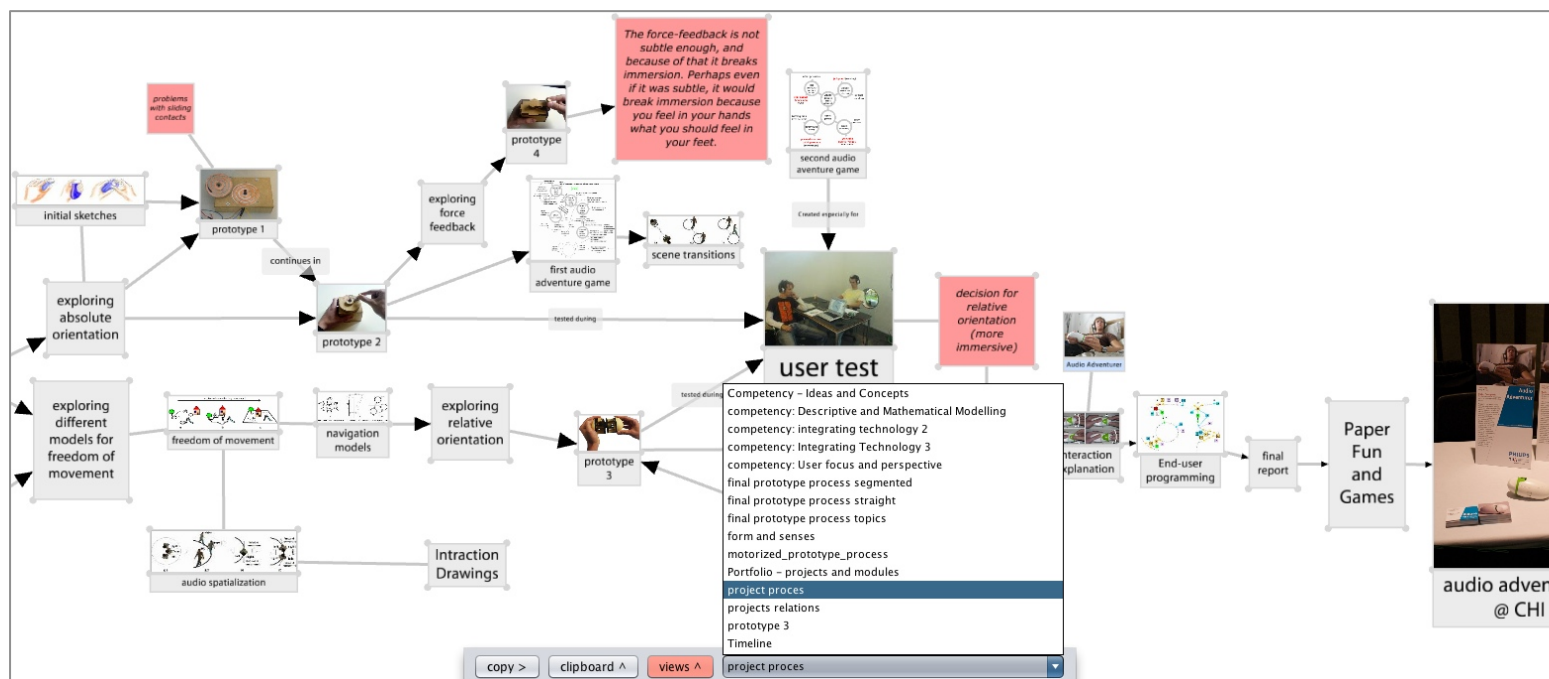 The force-feedback is not
subtle enough, and
because of that it breaks
immersion. Perhaps even
if it was subtle, it would
break immersion because
you feel in your hands
what you should feel in
your feet.
problems
with sliding
contacts
prototype
4
second audio
aventure game
initial sketches
prototype 1
exploring
force
feedback
Created especially for
continues in
first audio
adventure game
scene transitions
exploring
absolute
orientation
prototype 2
tested during
user test
decision for
relative
orientation
(more
immersive)
Audio Adventurer
exploring
different
models for
freedom of
movement
freedom of movement
navigation
models
exploring
relative
orientation
prototype
3
tested during
interaction
explanation
End-user
programming
final
report
Paper
Fun
and
Games
Audio
Adventurer
PHILIPS
audio adven
@ CHI
audio spatialization
Intraction
Drawings
Competency - Ideas and Concepts
competency: Descriptive and Mathematical Modelling
competency: integrating technology 2
competency: Integrating Technology 3
competency: User focus and perspective
final prototype process segmented
final prototype process straight
final prototype process topics
form and senses
motorized_prototype_process
Portfolio - projects and modules
project proces
projects relations
prototype 3
Timeline
copy >
clipboard ^
views ^
project proces